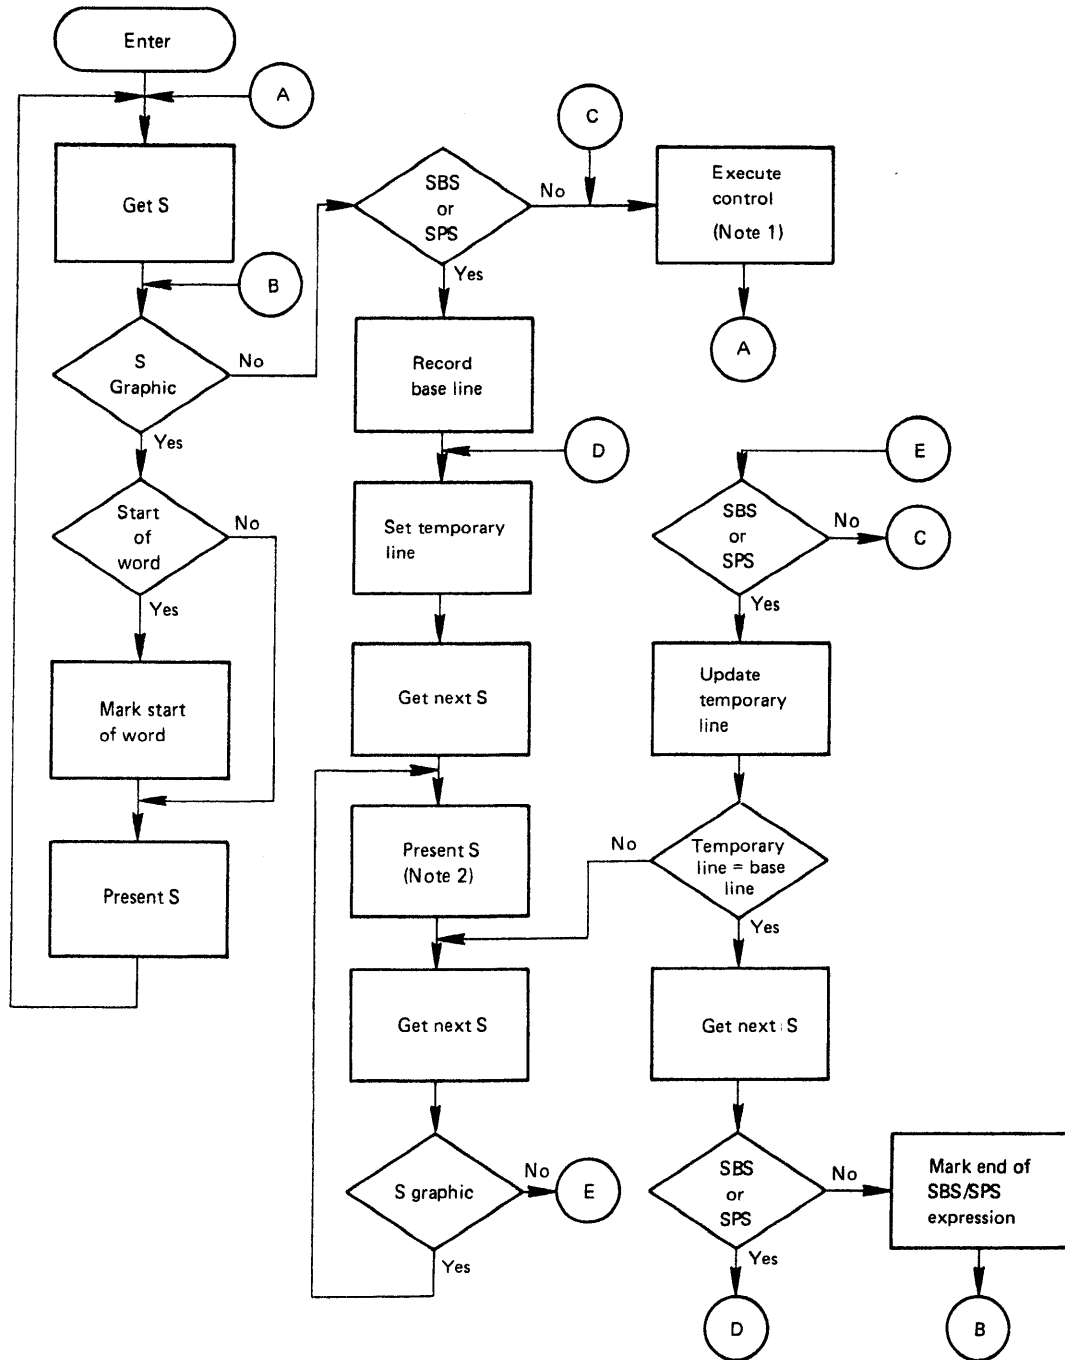 Enter
A
Get S
B
S
Graphic
No
Yes
Start
of
word
No
Yes
Mark start
of word
Present S
SBS
or
SPS
No
Yes
C
Execute
control
(Note 1)
A
Record
base line
D
Set temporary
line
Get next S
Present S
(Note 2)
Get next S
S graphic
No
E
Yes
E
SBS
or
SPS
No
C
Yes
Update
temporary
line
Temporary
line = base
line
No
Yes
Get next S
SBS
or
SPS
No
Yes
D
Mark end of
SBS/SPS
expression
B